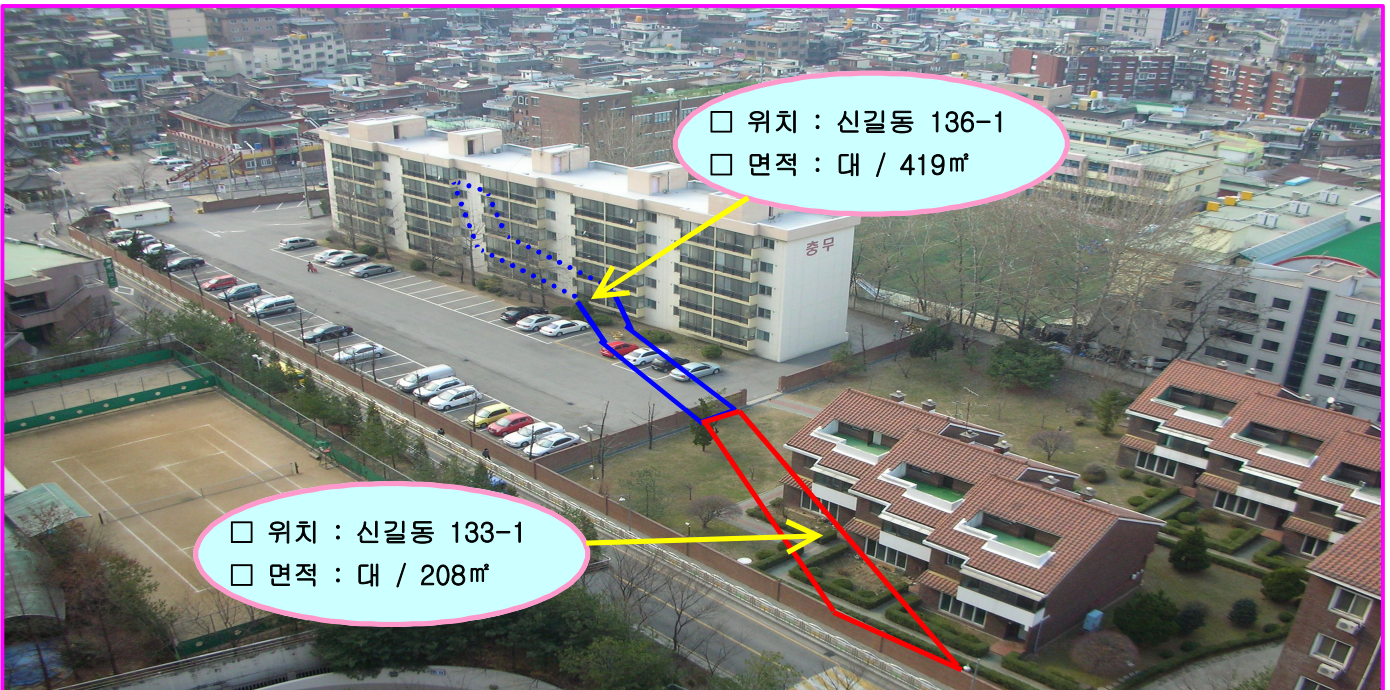 □ 위치 : 신길동 136-1
□ 면적 : 대 / 419㎡
충무
□ 위치 : 신길동 133-1
□ 면적 : 대 / 208㎡